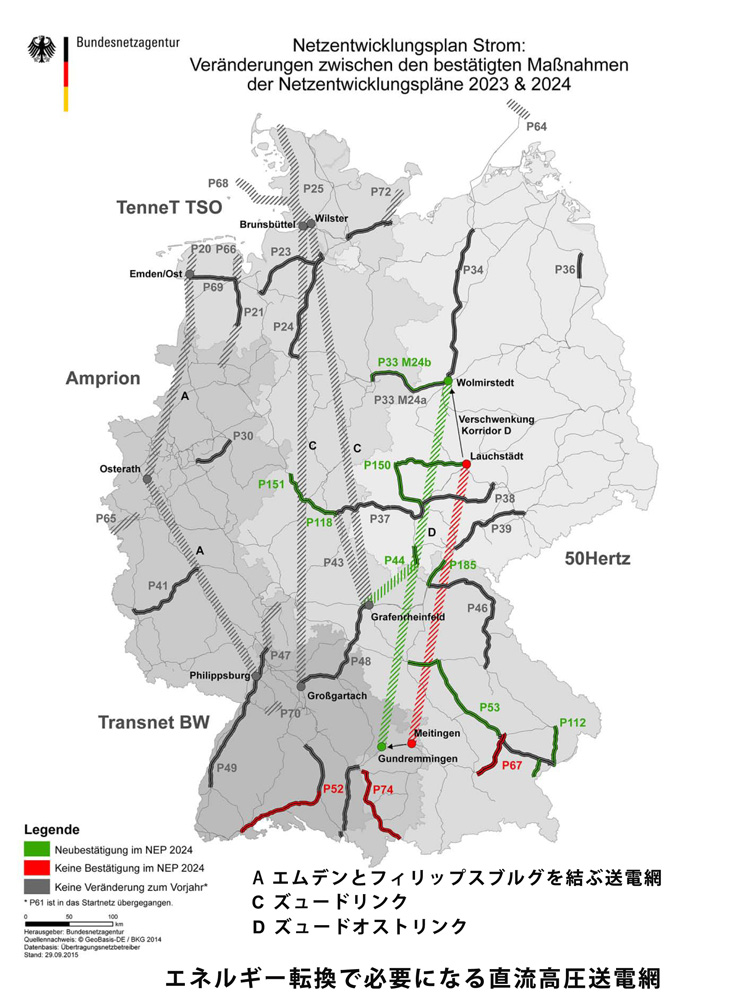 Bundesnetzagentur
Netzentwicklungsplan Strom:
Veränderungen zwischen den bestätigten Maßnahmen
der Netzentwicklungspläne 2023 & 2024
P64
P68
P25
P72
TenneT TSO
Brunsbüttel
Wilster
P20
P66
P23
Emden/Ost
P69
P34
P36
P21
P24
P33 M24b
Amprion
Wolmirstedt
A
P33 M24a
Verschwenkung
Korridor D
P30
C
C
Lauchstädt
Osterath
P150
P151
P38
P65
P118
P37
P39
D
A
P44
P43
P185
50Hertz
P41
P46
Grafenrheinfeld
P47
P48
Philippsburg
Großgartach
P53
P70
Transnet BW
P112
Meitingen
Gundremmingen
P67
P49
P52
P74
Legende
Neubestätigung im NEP 2024
Keine Bestätigung im NEP 2024
Keine Veränderung zum Vorjahr*
* P61 ist in das Startnetz übergegangen.
0 50 100
km
Herausgeber: Bundesnetzagentur
Quellennachweis: © GeoBasis-DE / BKG 2014
Datenbasis: Übertragungsnetzbetreiber
Stand: 29.09.2015
A エムデンとフィリップスブルグを結ぶ送電網
C ズュードリンク
D ズュードオストリンク
エネルギー転換で必要になる直流高圧送電網